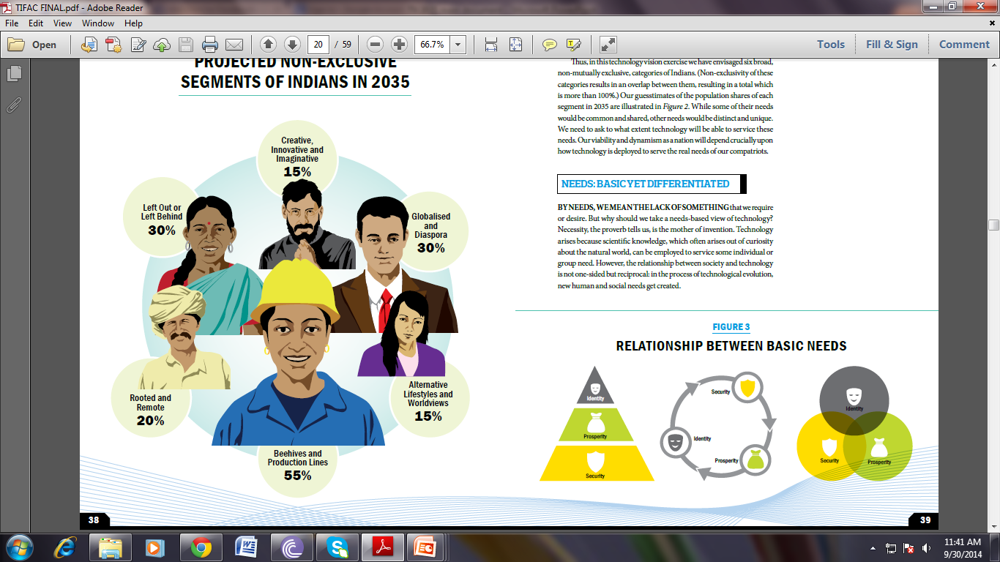 TIFAC FINAL.pdf - Adobe Reader
File Edit View Window Help
Open 20 / 59 66.7% Tools Fill & Sign Comment
PROJECTED NON-EXCLUSIVE
SEGMENTS OF INDIANS IN 2035
Creative,
Innovative and
Imaginative
15%
Left Out or
Left Behind
30%
Globalised
and
Diaspora
30%
Rooted and
Remote
20%
Alternative
Lifestyles and
Worldviews
15%
Beehives and
Production Lines
55%
38
Thus, in this technology vision exercise we have envisaged six broad,
non-mutually exclusive, categories of Indians. (Non-exclusivity of these
categories results in an overlap between them, resulting in a total which
is more than 100%.) Our guesstimates of the population shares of each
segment in 2035 are illustrated in Figure 2. While some of their needs
would be common and shared, other needs would be distinct and unique.
We need to ask to what extent technology will be able to service these
needs. Our viability and dynamism as a nation will depend crucially upon
how technology is deployed to serve the real needs of our compatriots.
NEEDS: BASIC YET DIFFERENTIATED
BY NEEDS, WE MEAN THE LACK OF SOMETHING that we require
or desire. But why should we take a needs-based view of technology?
Necessity, the proverb tells us, is the mother of invention. Technology
arises because scientific knowledge, which often arises out of curiosity
about the natural world, can be employed to service some individual or
group need. However, the relationship between society and technology
is not one-sided but reciprocal: in the process of technological evolution,
new human and social needs get created.
FIGURE 3
RELATIONSHIP BETWEEN BASIC NEEDS
Identity
Prosperity
Security
Security
Identity
Prosperity
Identity
Security
Prosperity
39
11:41 AM
9/30/2014